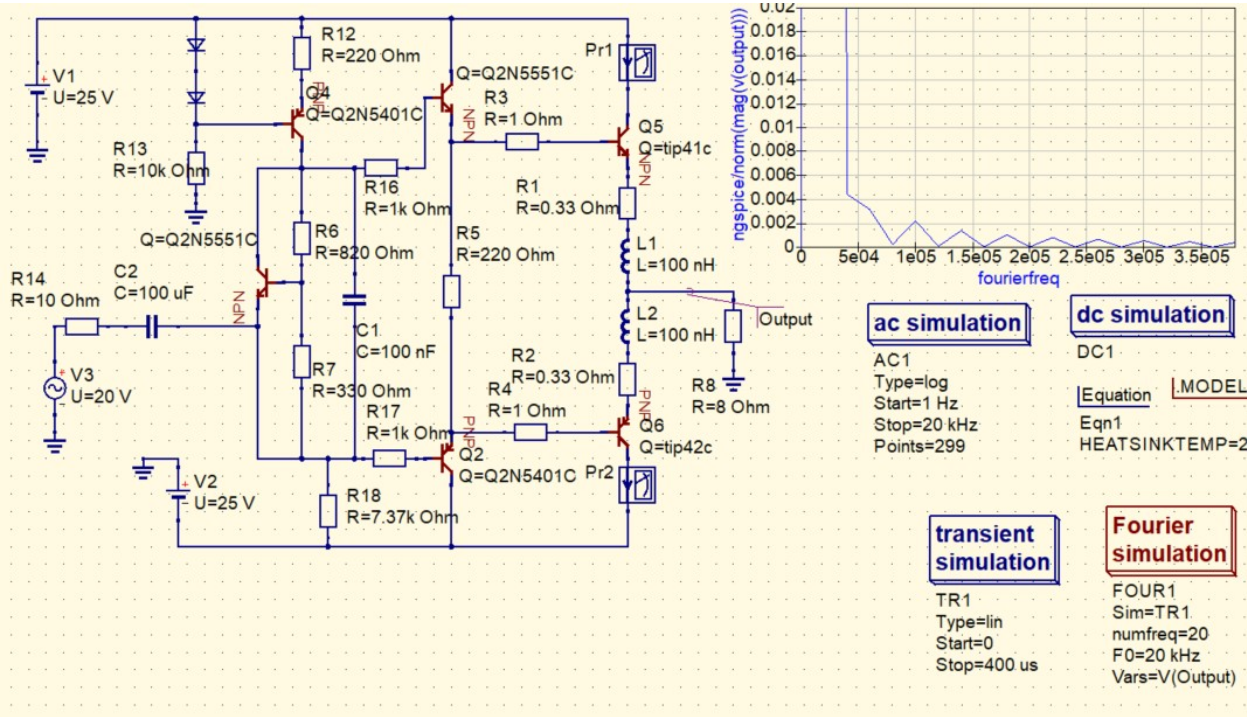 V1
U=25 V
R12
R=220 Ohm
PNP
Q4
Q=Q2N5401C
R13
R=10k Ohm
Q=Q2N5551C
NPN
R3
R=1 Ohm
Pr1
Q5
Q=tip41c
NPN
R16
R=1k Ohm
R1
R=0.33 Ohm
Q=Q2N5551C
NPN
R6
R=820 Ohm
R5
R=220 Ohm
L1
L=100 nH
R14
R=10 Ohm
C2
C=100 uF
C1
C=100 nF
L2
L=100 nH
Output
V3
U=20 V
R7
R=330 Ohm
R2
R=0.33 Ohm
R4
R=1 Ohm
R8
R=8 Ohm
R17
R=1k Ohm
PNP
Q2
Q=Q2N5401C
PNP
Q6
Q=tip42c
Pr2
V2
U=25 V
R18
R=7.37k Ohm
ngspice/norm(mag(v(output)))
0.02
0.018
0.016
0.014
0.012
0.01
0.008
0.006
0.004
0.002
0
0 5e04 1e05 1.5e05 2e05 2.5e05 3e05 3.5e05
fourierfreq
ac simulation
AC1
Type=log
Start=1 Hz
Stop=20 kHz
Points=299
dc simulation
DC1
Equation
.MODEL
Eqn1
HEATSINKTEMP=2
transient
simulation
TR1
Type=lin
Start=0
Stop=400 us
Fourier
simulation
FOUR1
Sim=TR1
numfreq=20
F0=20 kHz
Vars=V(Output)